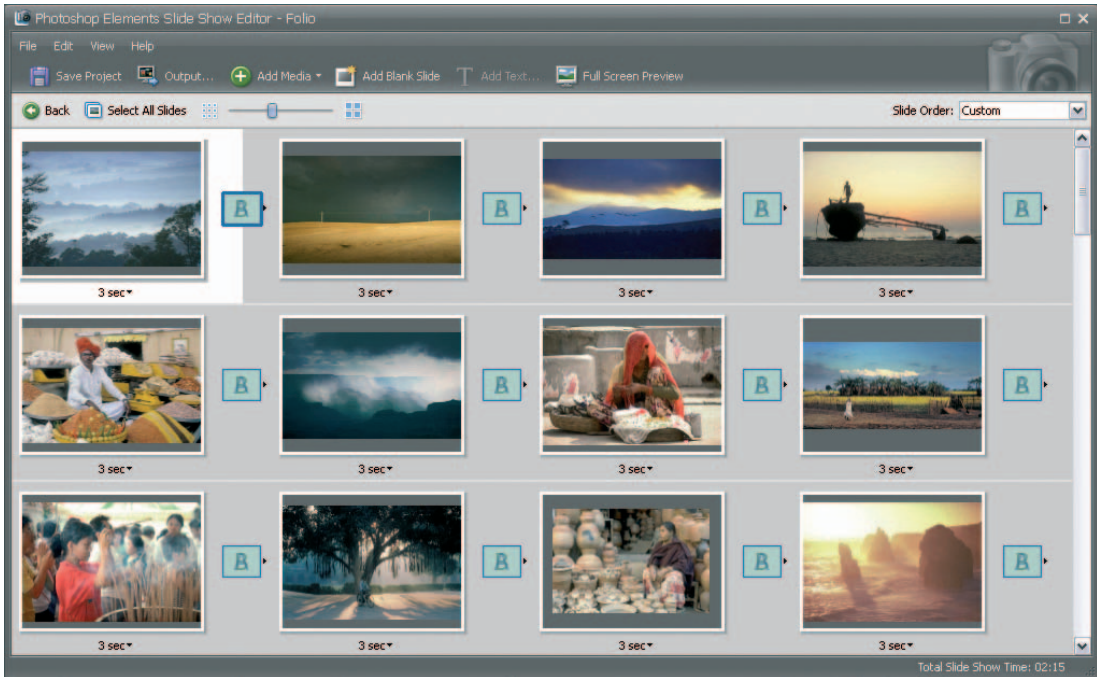 Photoshop Elements Slide Show Editor - Folio
File Edit View Help
Save Project Output... Add Media Add Blank Slide Add Text... Full Screen Preview
Back Select All Slides Slide Order: Custom
B B B B
3 sec 3 sec 3 sec 3 sec
B B B B
3 sec 3 sec 3 sec 3 sec
B B B B
3 sec 3 sec 3 sec 3 sec
Total Slide Show Time: 02:15